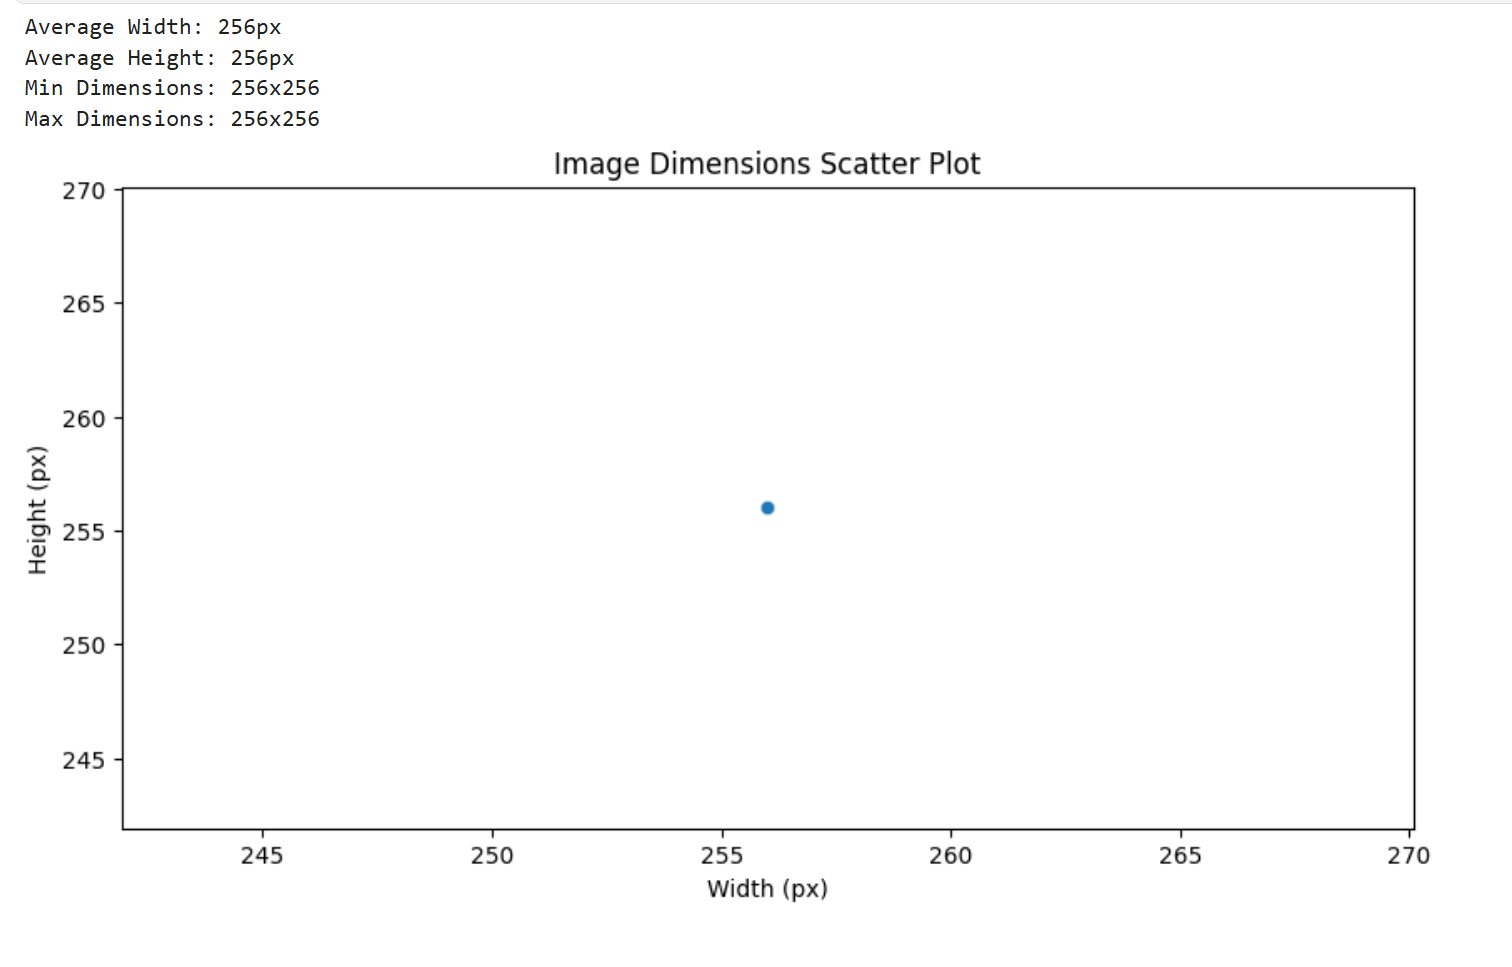 Average Width: 256px
Average Height: 256px
Min Dimensions: 256x256
Max Dimensions: 256x256
Image Dimensions Scatter Plot
270
265
260
255
250
245
Height (px)
245 250 255 260 265 270
Width (px)